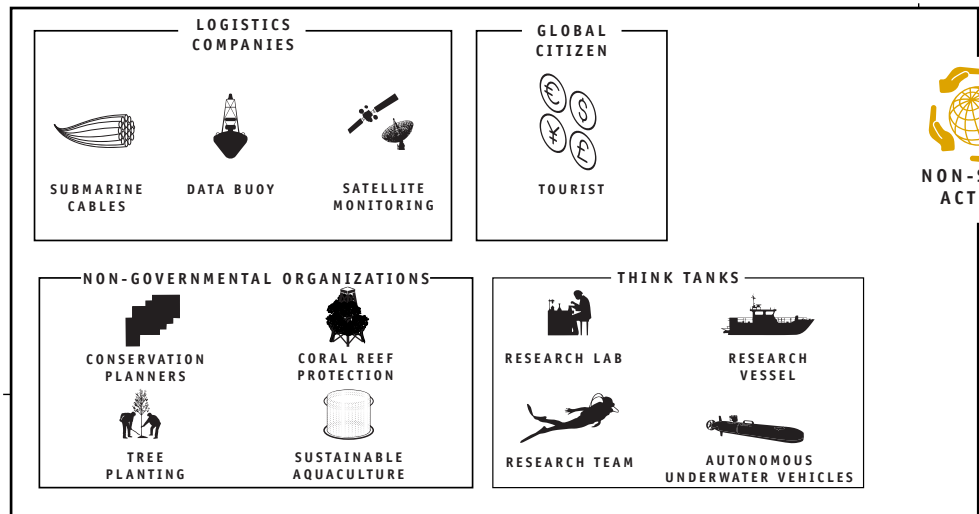 LOGISTICS
COMPANIES
SUBMARINE
CABLES
DATA BUOY
SATELLITE
MONITORING
GLOBAL
CITIZEN
€
$
¥
£
TOURIST
NON-GOVERNMENTAL ORGANIZATIONS
CONSERVATION
PLANNERS
CORAL REEF
PROTECTION
TREE
PLANTING
SUSTAINABLE
AQUACULTURE
THINK TANKS
RESEARCH LAB
RESEARCH
VESSEL
RESEARCH TEAM
AUTONOMOUS
UNDERWATER VEHICLES